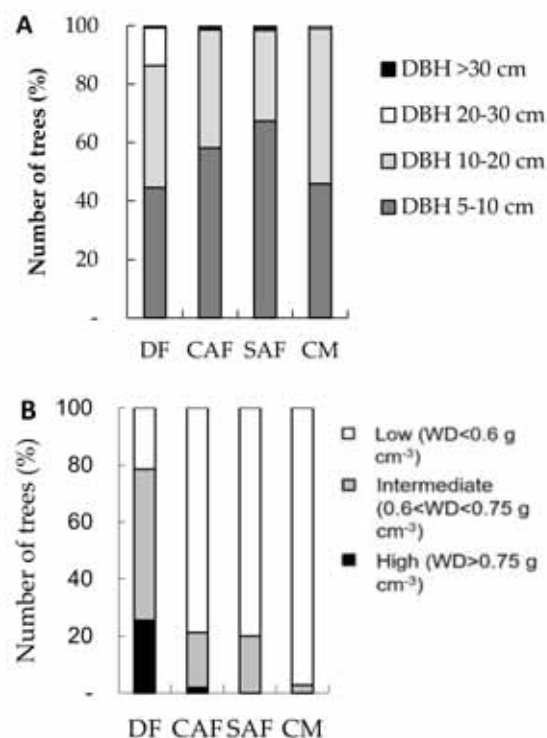 A
Number of trees (%)
100
80
60
40
20
-
DF CAF SAF CM
DBH >30 cm
DBH 20-30 cm
DBH 10-20 cm
DBH 5-10 cm
B
Number of trees (%)
100
80
60
40
20
-
DF CAF SAF CM
Low (WD<0.6 g
cm⁻³)
Intermediate
(0.6<WD<0.75 g
cm⁻³)
High (WD>0.75 g
cm⁻³)